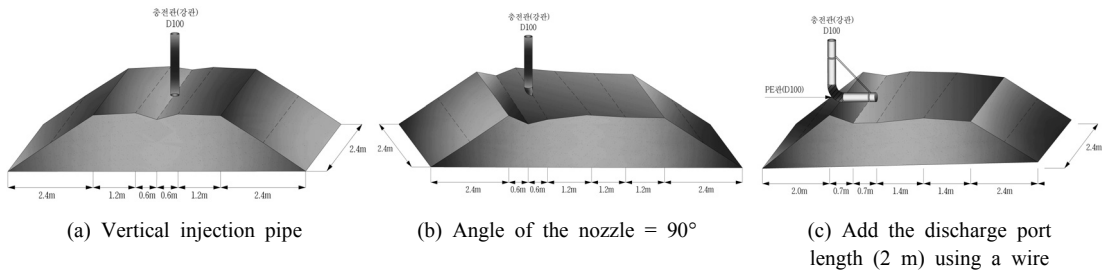 충전관(강관)
D100
2.4m
2.4m
1.2m
0.6m
0.6m
1.2m
2.4m
(a) Vertical injection pipe
충전관(강관)
D100
2.4m
2.4m
0.6m
0.6m
1.2m
1.2m
1.2m
2.4m
(b) Angle of the nozzle = 90°
충전관(강관)
D100
PE관(D100)
2.4m
2.0m
0.7m
0.7m
1.4m
1.4m
2.4m
(c) Add the discharge port
length (2 m) using a wire